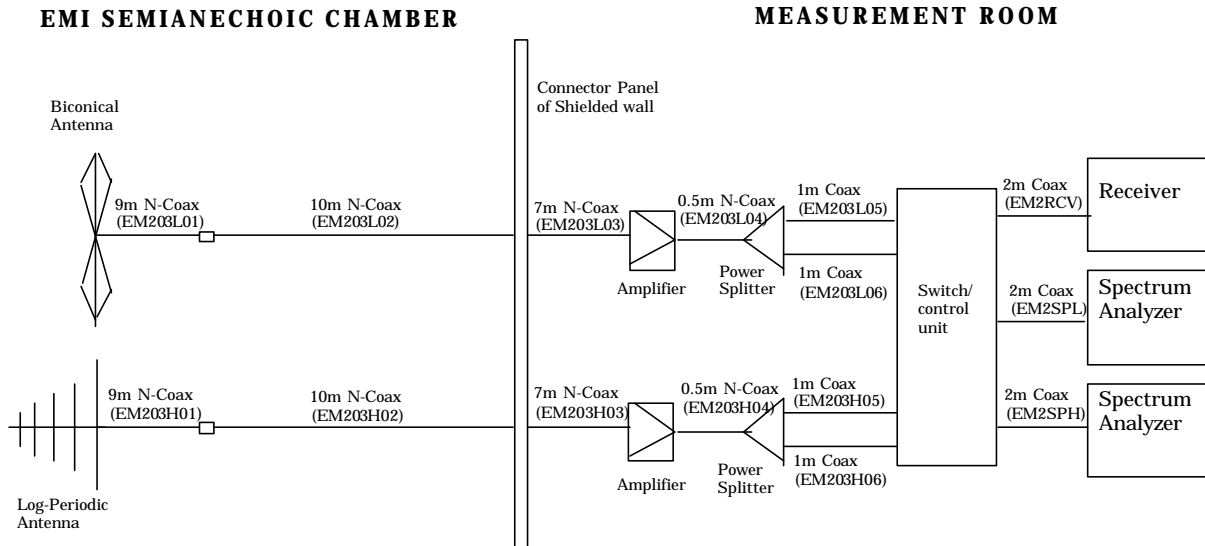 EMI SEMIANECHOIC CHAMBER
MEASUREMENT ROOM
Connector Panel
of Shielded wall
Biconical
Antenna
9m N-Coax
(EM203L01)
10m N-Coax
(EM203L02)
7m N-Coax
(EM203L03)
0.5m N-Coax
(EM203L04)
1m Coax
(EM203L05)
1m Coax
(EM203L06)
Amplifier
Power
Splitter
Switch/
control
unit
2m Coax
(EM2RCV)
Receiver
2m Coax
(EM2SPL)
Spectrum
Analyzer
9m N-Coax
(EM203H01)
10m N-Coax
(EM203H02)
7m N-Coax
(EM203H03)
0.5m N-Coax
(EM203H04)
1m Coax
(EM203H05)
1m Coax
(EM203H06)
Amplifier
Power
Splitter
2m Coax
(EM2SPH)
Spectrum
Analyzer
Log-Periodic
Antenna